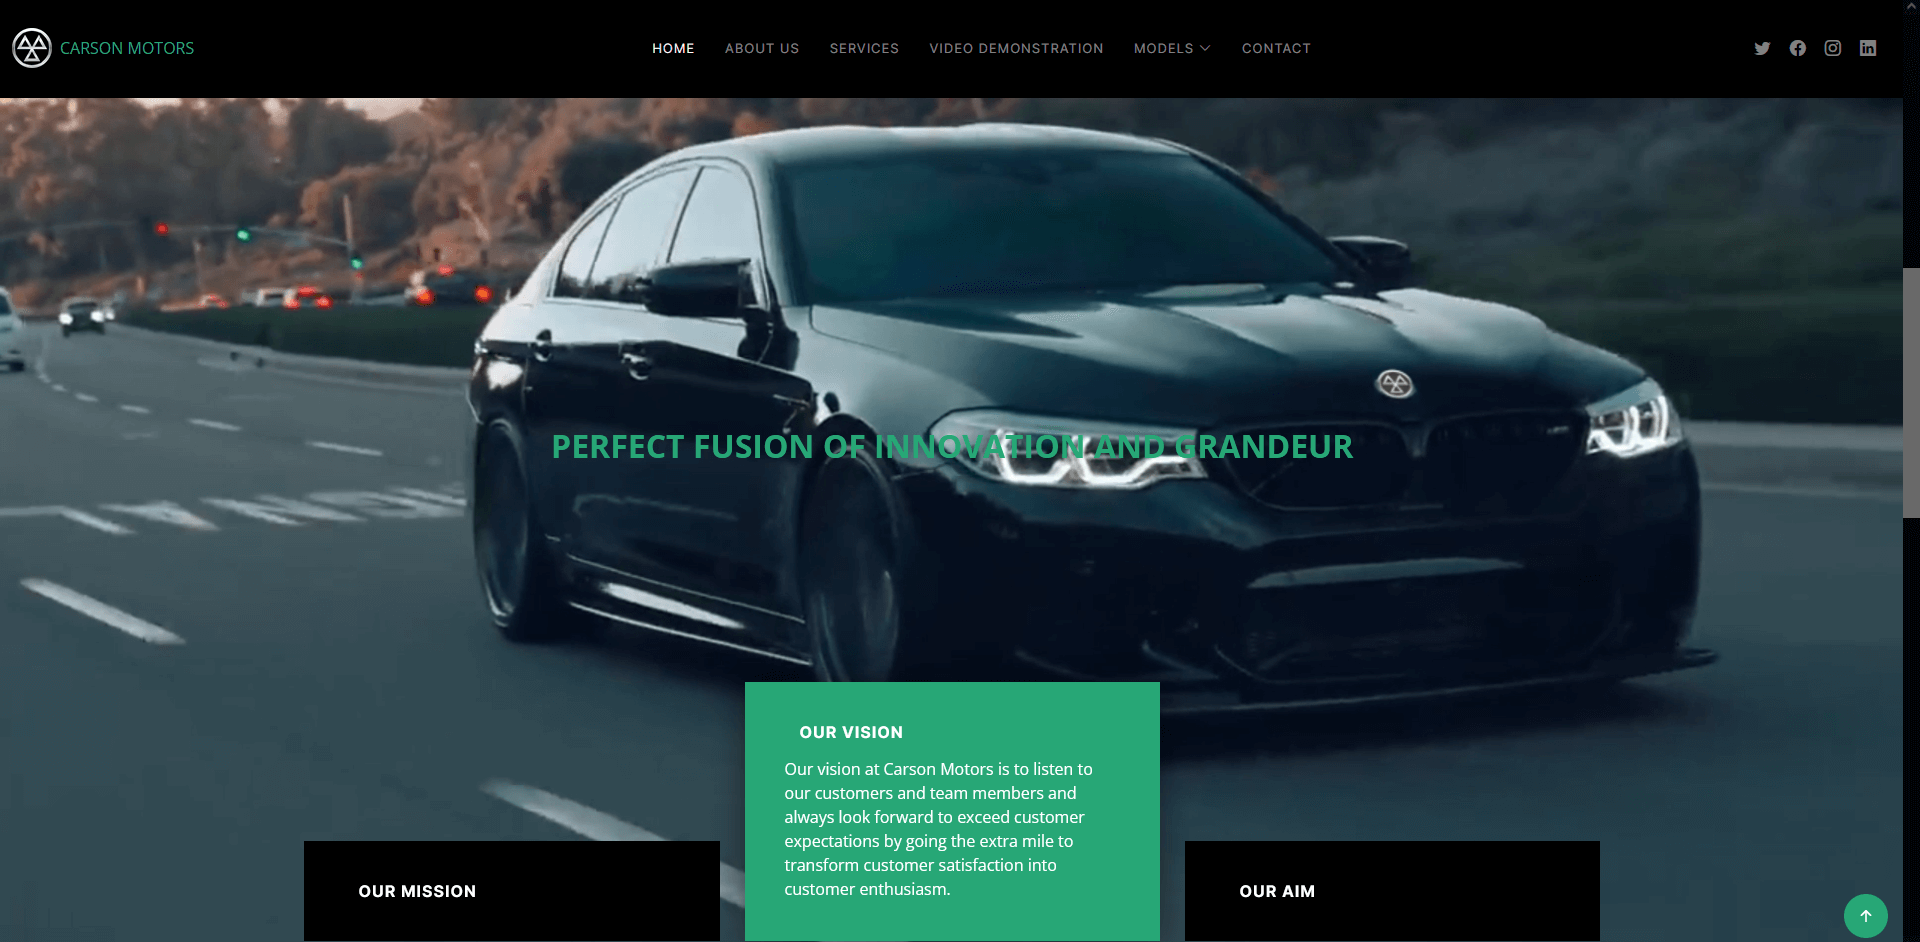 CARSON MOTORS
HOME
ABOUT US
SERVICES
VIDEO DEMONSTRATION
MODELS
CONTACT
PERFECT FUSION OF INNOVATION AND GRANDEUR
OUR VISION
Our vision at Carson Motors is to listen to
our customers and team members and
always look forward to exceed customer
expectations by going the extra mile to
transform customer satisfaction into
customer enthusiasm.
OUR MISSION
OUR AIM